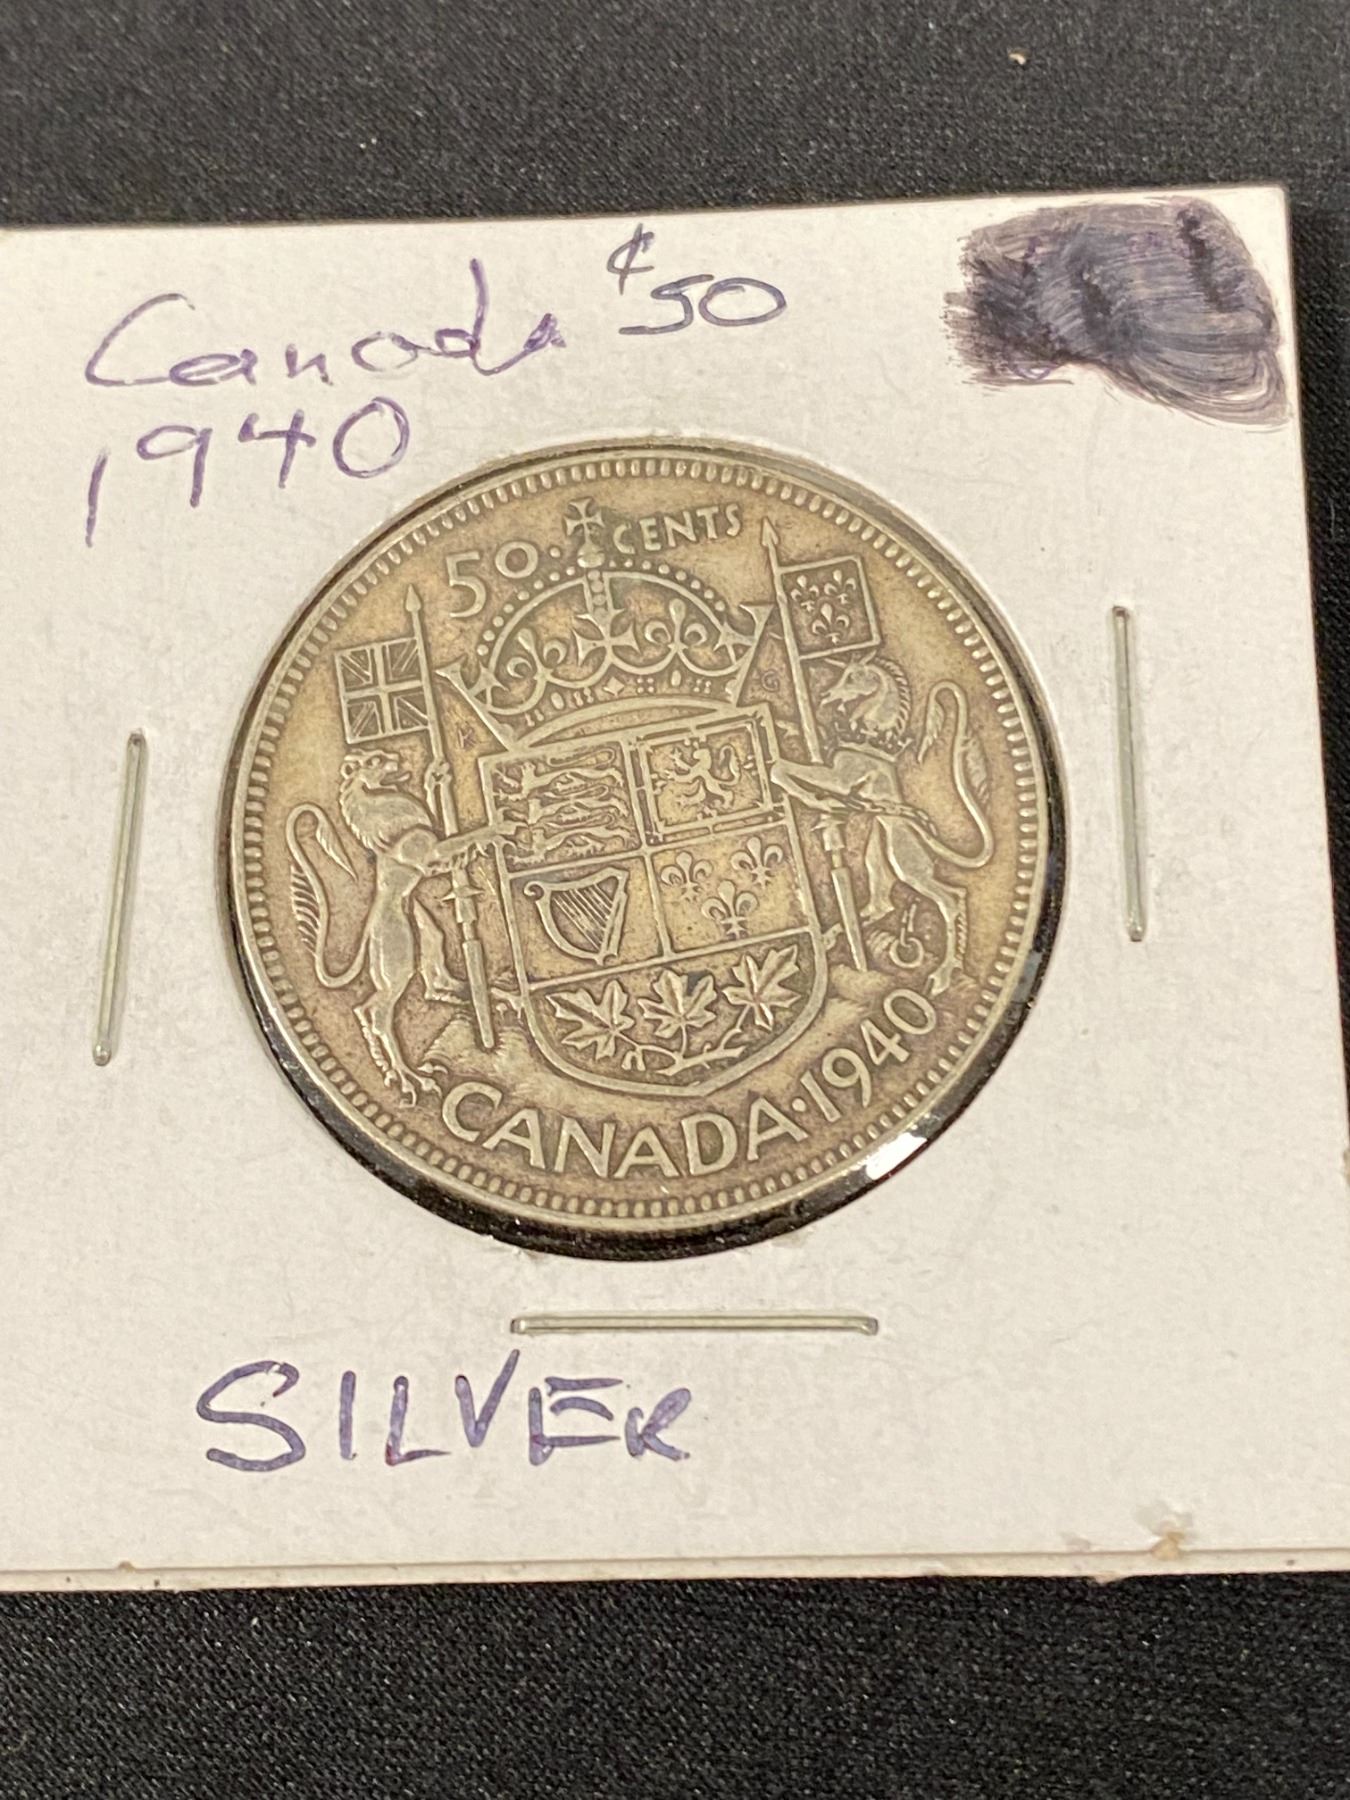 Canada ¢50
1940
50 · CENTS
K G
CANADA · 1940
SILVER